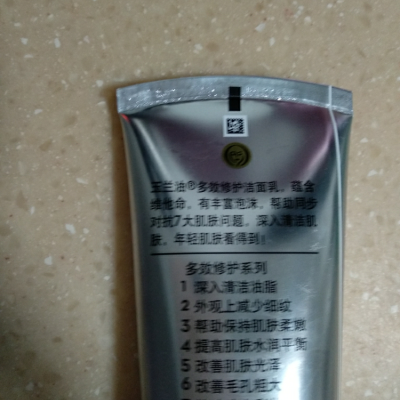 玉兰油®多效修护洁面乳，蕴含
维他命，有丰富泡沫，帮助同步
对抗7大肌肤问题，深入清洁肌
肤，年轻肌肤看得到！
多效修护系列
1 深入清洁油脂
2 外观上减少细纹
3 帮助保持肌肤柔嫩
4 提高肌肤水润平衡
5 改善肌肤光泽
6 改善毛孔粗大